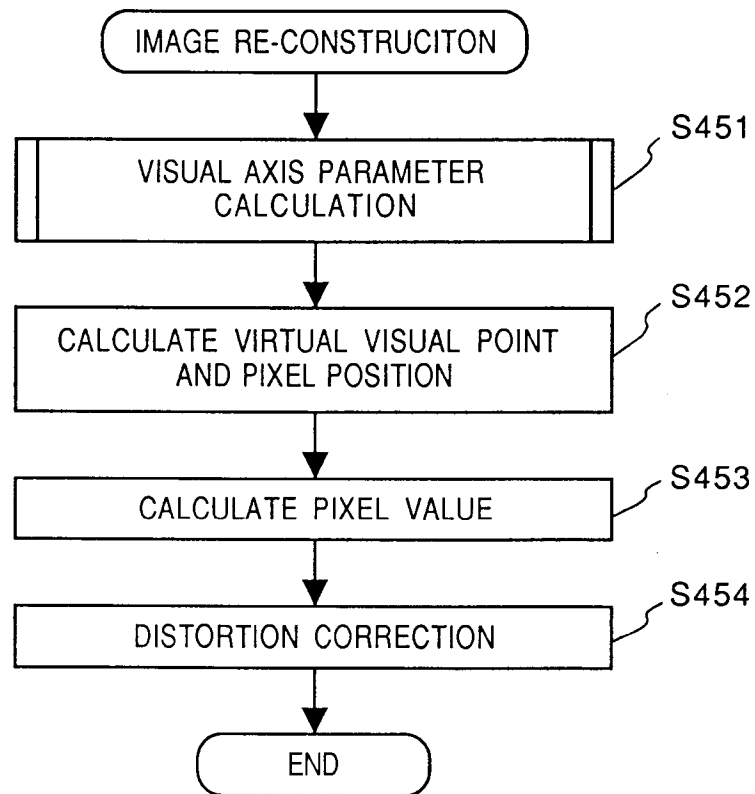 IMAGE RE-CONSTRUCITON
S451
VISUAL AXIS PARAMETER
CALCULATION
S452
CALCULATE VIRTUAL VISUAL POINT
AND PIXEL POSITION
S453
CALCULATE PIXEL VALUE
S454
DISTORTION CORRECTION
END